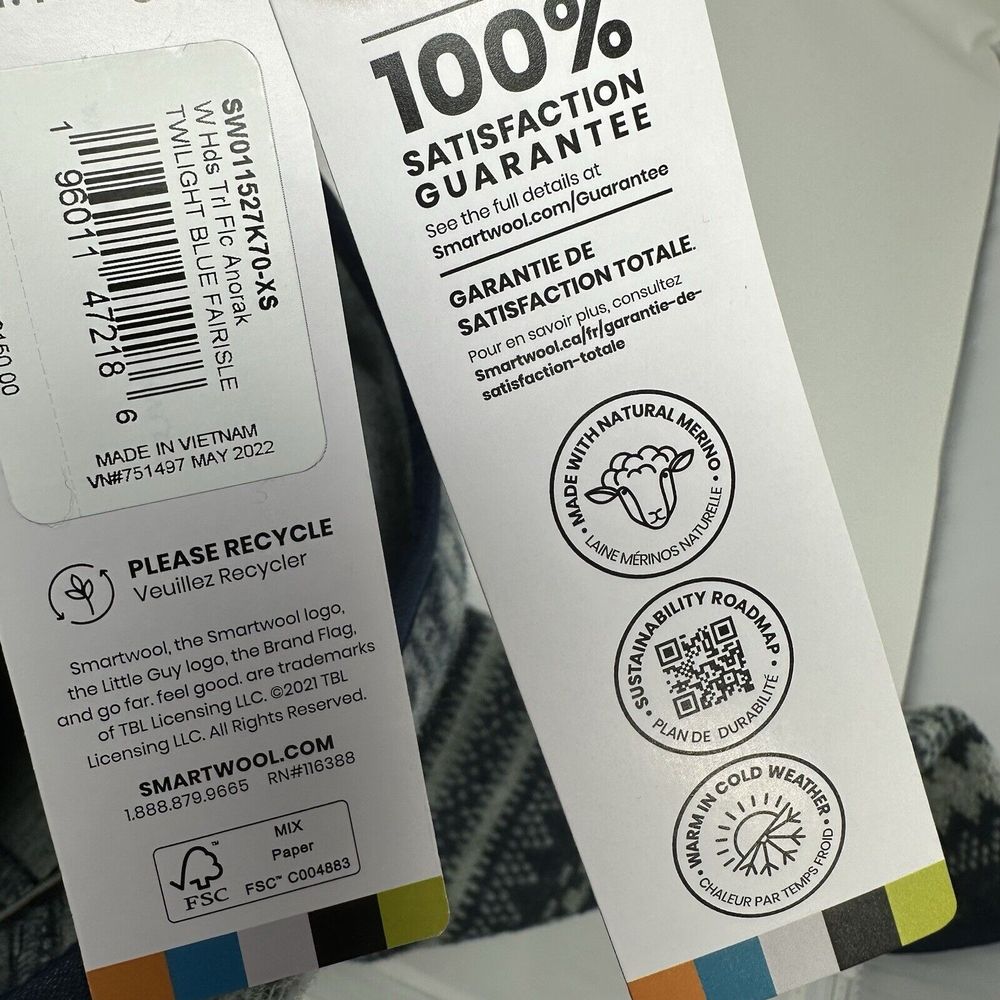 SW011527K70-XS
W Hds Trl Flc Anorak
TWILIGHT BLUE FAIRISLE
1 96011 47218 6
MADE IN VIETNAM
VN#751497 MAY 2022
PLEASE RECYCLE
Veuillez Recycler
Smartwool, the Smartwool logo,
the Little Guy logo, the Brand Flag,
and go far. feel good. are trademarks
of TBL Licensing LLC. ©2021 TBL
Licensing LLC. All Rights Reserved.
SMARTWOOL.COM
1.888.879.9665 RN#116388
FSC
MIX
Paper
FSC™ C004883
100%
SATISFACTION
GUARANTEE
See the full details at
Smartwool.com/Guarantee
GARANTIE DE
SATISFACTION TOTALE.
Pour en savoir plus, consultez
Smartwool.ca/fr/garantie-de-
satisfaction-totale
• MADE WITH NATURAL MERINO •
LAINE MÉRINOS NATURELLE
• SUSTAINABILITY ROADMAP •
PLAN DE DURABILITÉ
• WARM IN COLD WEATHER •
CHALEUR PAR TEMPS FROID